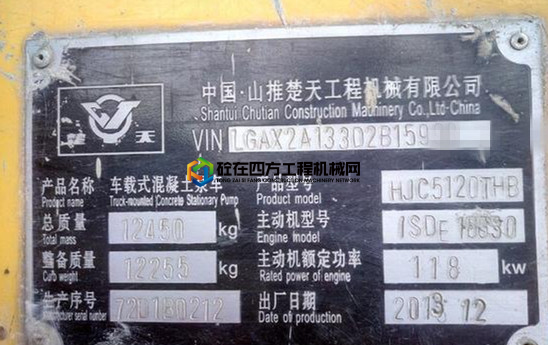 中国·山推楚天工程机械有限公司
Shantui Chutian Construction Machinery Co.,Ltd-China
楚天
VIN LGAX2A133D2B159
砼在四方工程机械网
产品名称 车载式混凝土泵车 产品型号 HJC5120THB
Product name Truck-mounted Concrete Stationary Pump Product model
总质量 12450 kg 主动机型号
Total mass Engine model
整备质量 12255 kg 主动机额定功率 118 kw
Curb weight Rated power of engine
生产序号 出厂日期 2013 12
Manufacturer serial number Date of production